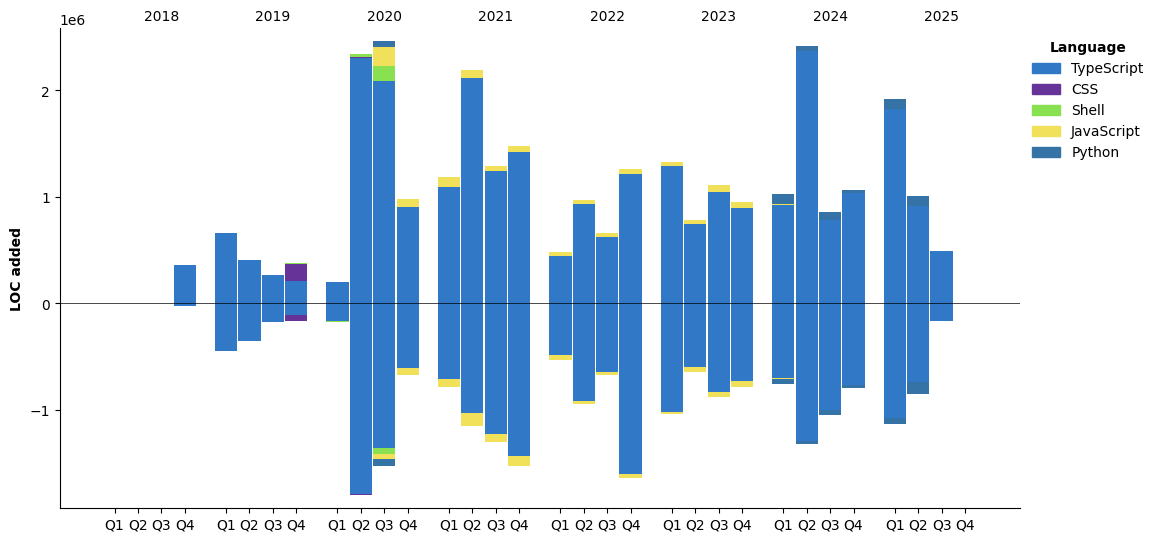 1e6
2018 2019 2020 2021 2022 2023 2024 2025
Language
TypeScript
CSS
Shell
JavaScript
Python
LOC added
2
1
0
−1
Q1 Q2 Q3 Q4 Q1 Q2 Q3 Q4 Q1 Q2 Q3 Q4 Q1 Q2 Q3 Q4 Q1 Q2 Q3 Q4 Q1 Q2 Q3 Q4 Q1 Q2 Q3 Q4 Q1 Q2 Q3 Q4